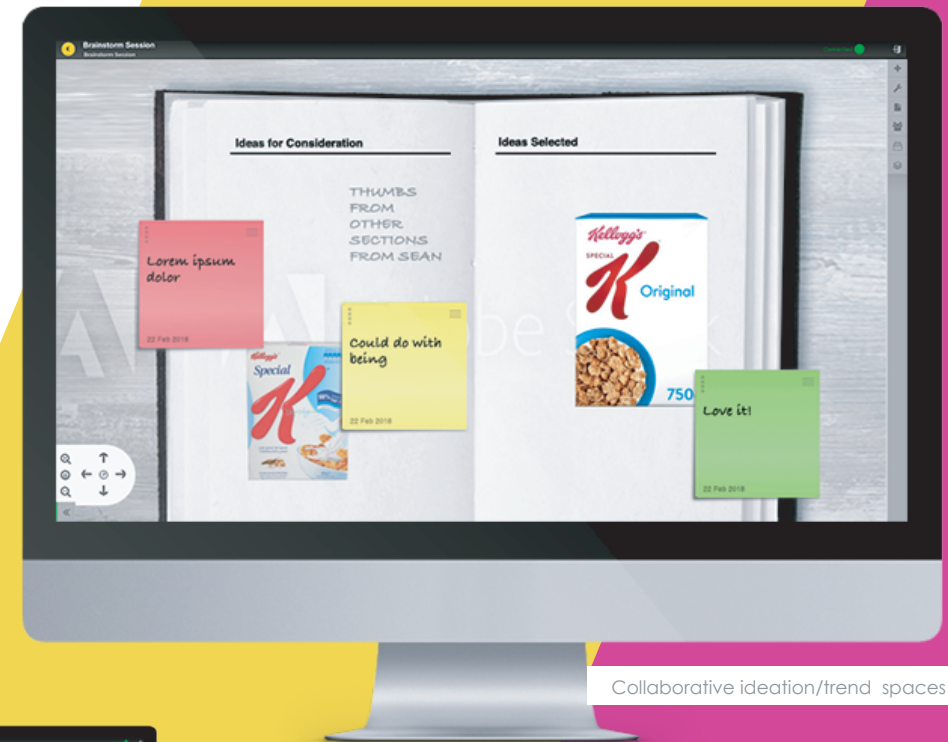 Brainstorm Session
Brainstorm Session
Connected
Ideas for Consideration
Ideas Selected
THUMBS
FROM
OTHER
SECTIONS
FROM SEAN
Lorem ipsum
dolor
22 Feb 2018
Could do with
being
22 Feb 2018
Kellogg's
Special
K
Kellogg's
SPECIAL
K
Original
750
Love it!
22 Feb 2018
Collaborative ideation/trend spaces